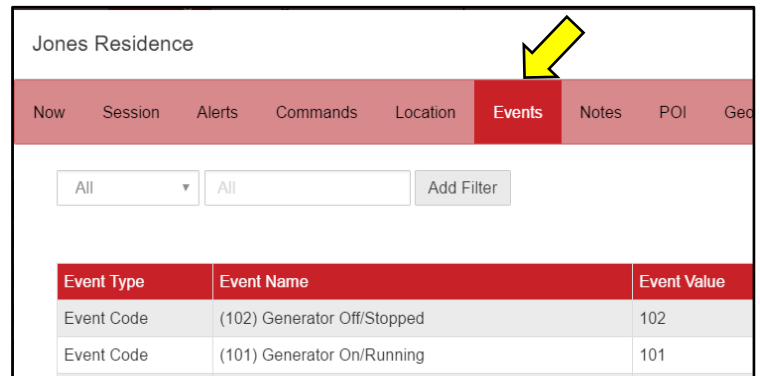 Jones Residence
Now Session Alerts Commands Location Events Notes POI Geo
All All Add Filter
Event Type Event Name Event Value
Event Code (102) Generator Off/Stopped 102
Event Code (101) Generator On/Running 101